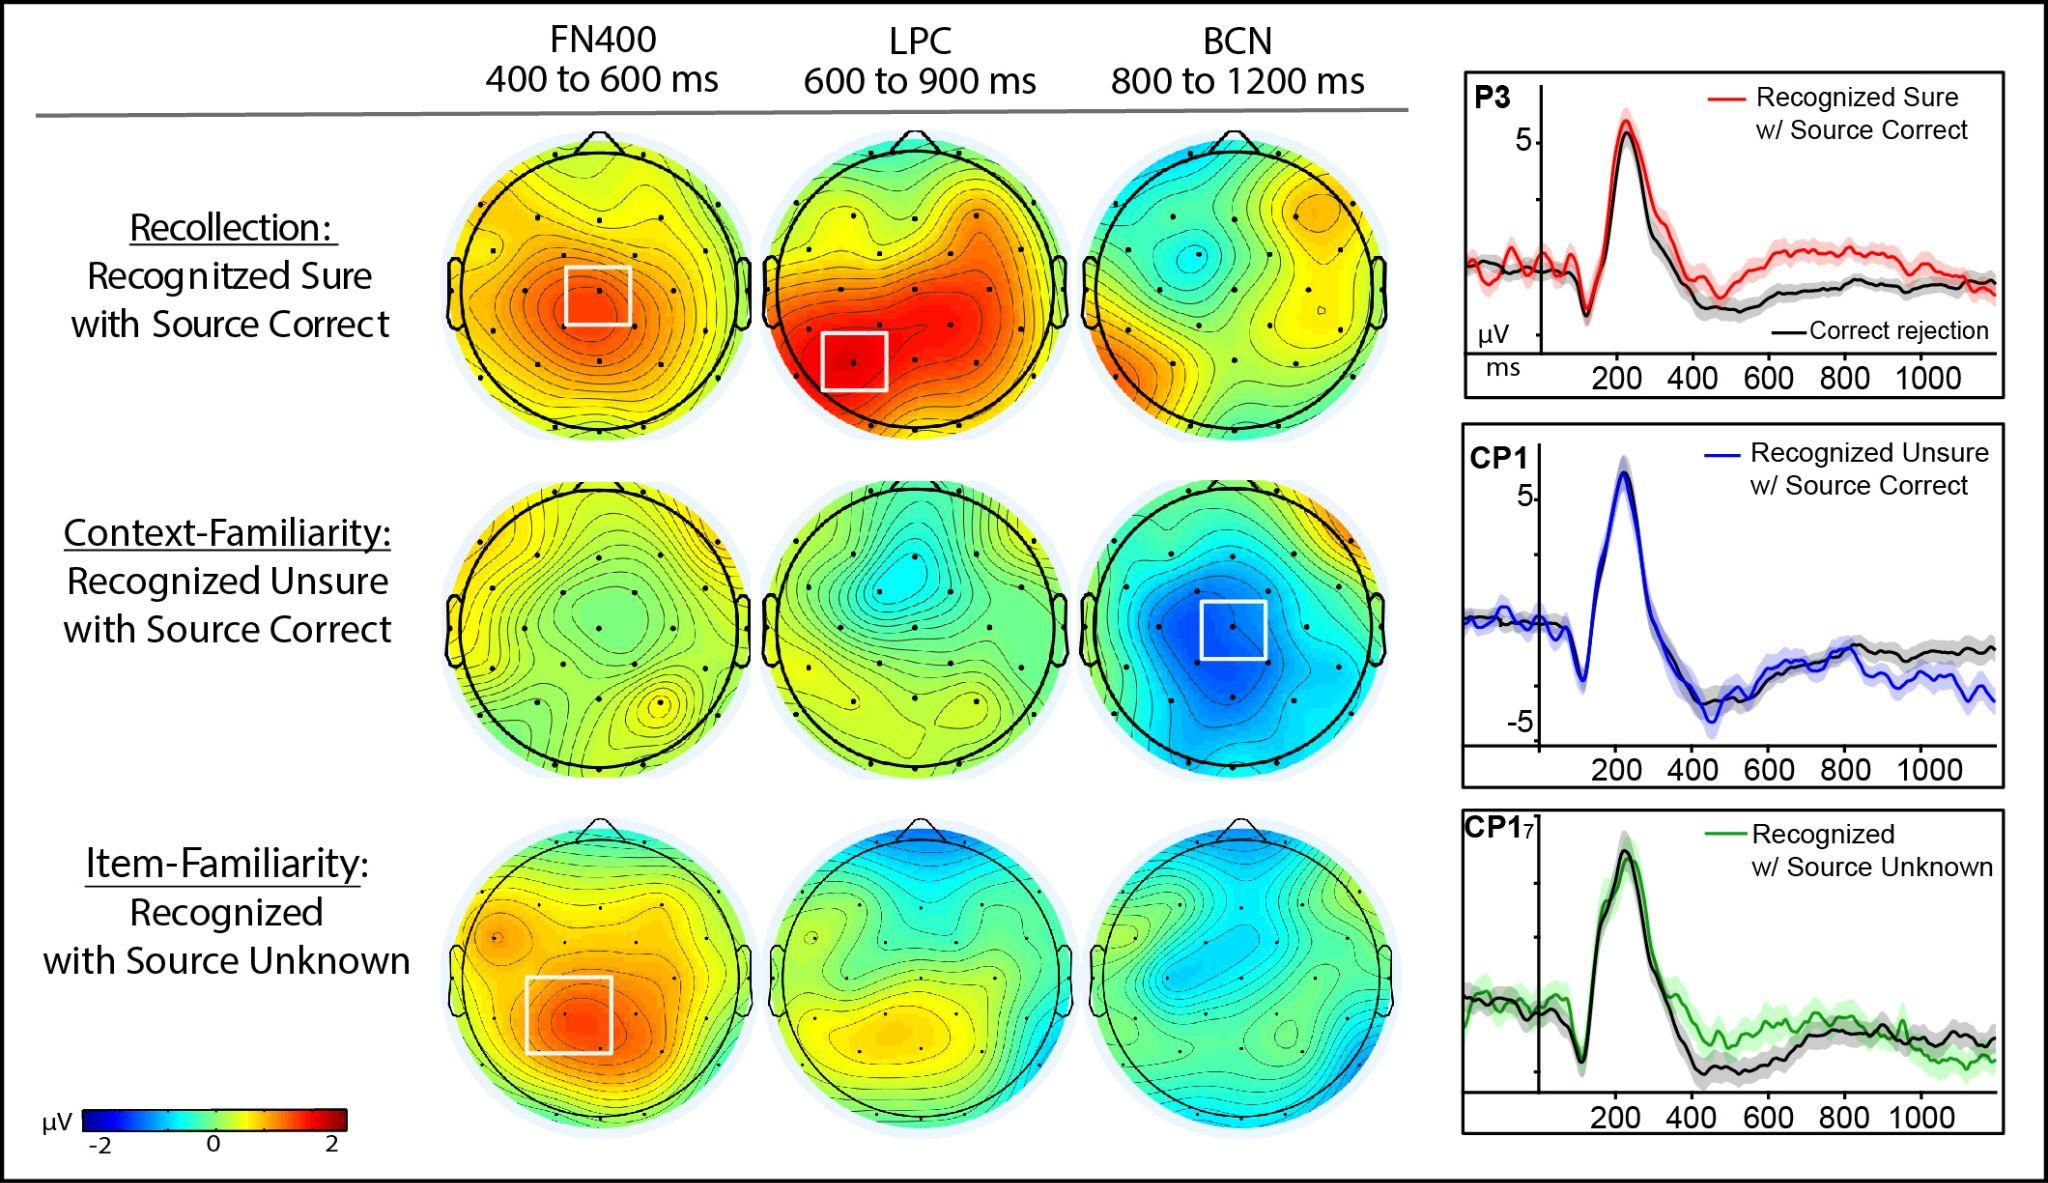 FN400
400 to 600 ms
LPC
600 to 900 ms
BCN
800 to 1200 ms
Recollection:
Recognitzed Sure
with Source Correct
Context-Familiarity:
Recognized Unsure
with Source Correct
Item-Familiarity:
Recognized
with Source Unknown
µV
-2 0 2
P3
Recognized Sure
w/ Source Correct
5
µV
Correct rejection
ms
200 400 600 800 1000
CP1
Recognized Unsure
w/ Source Correct
5
-5
200 400 600 800 1000
CP1 7
Recognized
w/ Source Unknown
200 400 600 800 1000